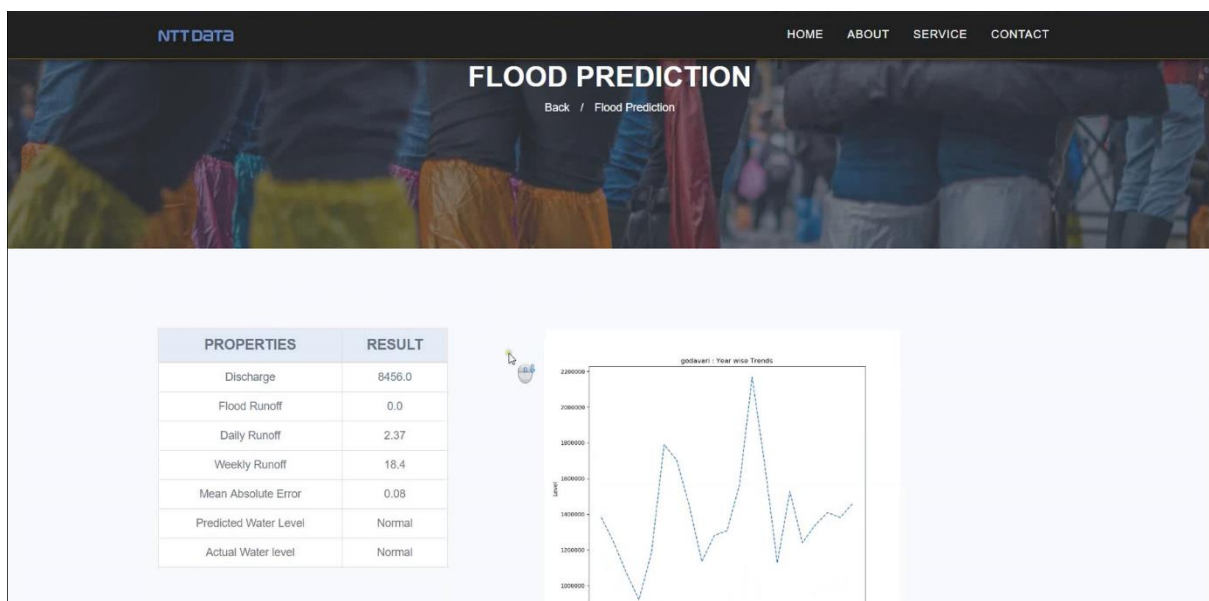 NTT DATA
HOME ABOUT SERVICE CONTACT
FLOOD PREDICTION
Back / Flood Prediction
PROPERTIES RESULT
Discharge 8456.0
Flood Runoff 0.0
Daily Runoff 2.37
Weekly Runoff 18.4
Mean Absolute Error 0.08
Predicted Water Level Normal
Actual Water level Normal
godavari : Year wise Trends
Level
2200000
2000000
1800000
1600000
1400000
1200000
1000000